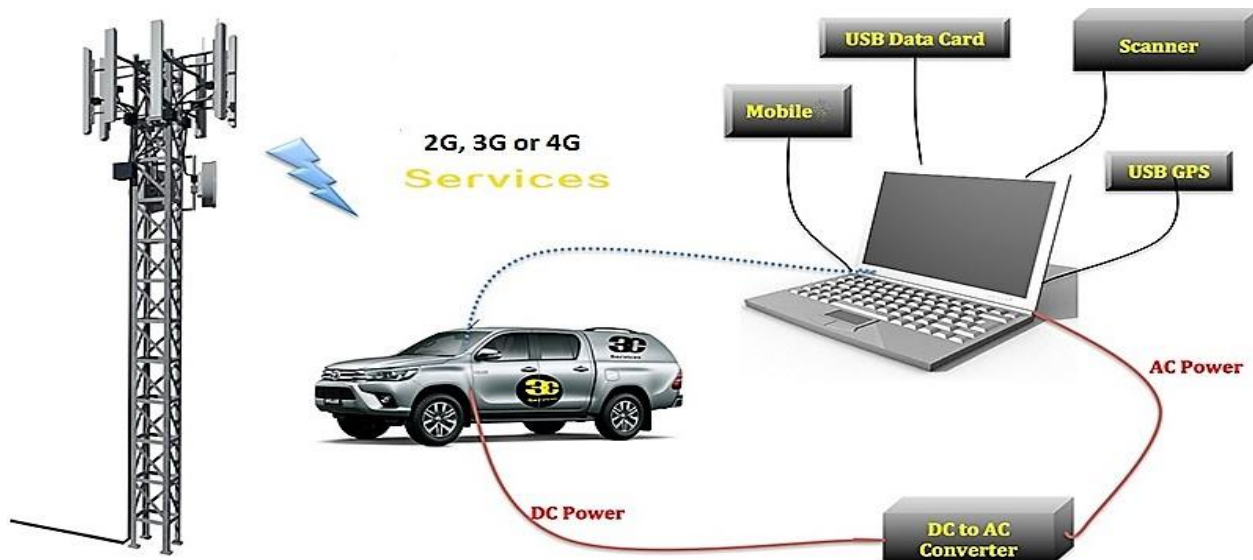 USB Data Card
Scanner
Mobile
2G, 3G or 4G
Services
USB GPS
3C
Services
3C
AC Power
DC Power
DC to AC
Converter